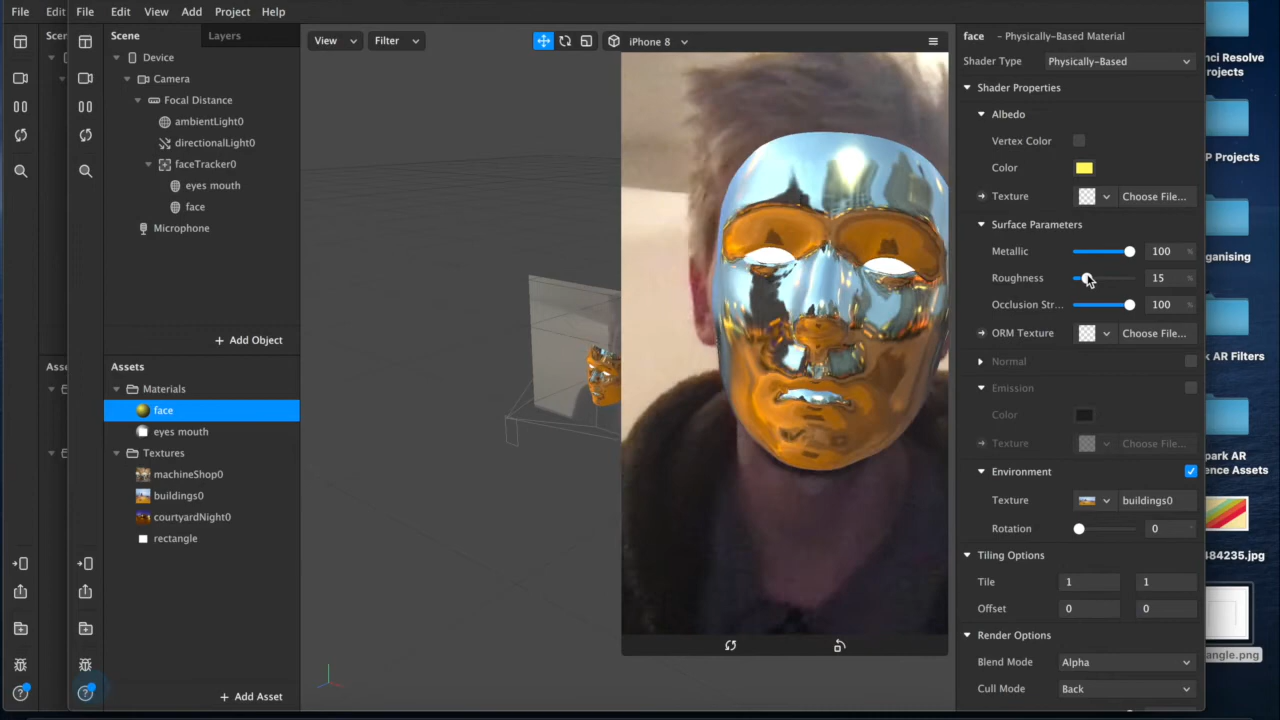 File
Edit
File
Edit
View
Add
Project
Help
Scer
Scene
Layers
Device
Camera
Focal Distance
ambientLight0
directionalLight0
faceTracker0
eyes mouth
face
Microphone
+ Add Object
Asse
Assets
Materials
face
eyes mouth
Textures
machineShop0
buildings0
courtyardNight0
rectangle
+ Add Asset
View
Filter
iPhone 8
face - Physically-Based Material
Shader Type Physically-Based
Shader Properties
Albedo
Vertex Color
Color
Texture Choose File...
Surface Parameters
Metallic 100 %
Roughness 15 %
Occlusion Str... 100 %
ORM Texture Choose File...
Normal
Emission
Color
Texture Choose File...
Environment
Texture buildings0
Rotation 0 °
Tiling Options
Tile 1 1
Offset 0 0
Render Options
Blend Mode Alpha
Cull Mode Back
nci Resolve
rojects
P Projects
ganising
k AR Filters
park AR
ence Assets
484235.jpg
angle.png